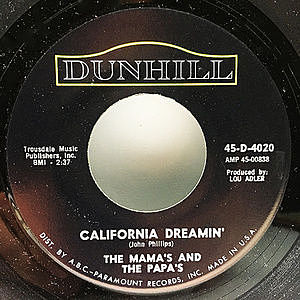 DUNHILL
Trousdale Music
Publishers, Inc.
BMI - 2:37
45-D-4020
AMP 45-00838
Produced by:
LOU ADLER
CALIFORNIA DREAMIN'
(John Phillips)
THE MAMA'S AND
THE PAPA'S
DIST. BY A.B.C.-PARAMOUNT RECORDS, INC. MADE IN U.S.A.